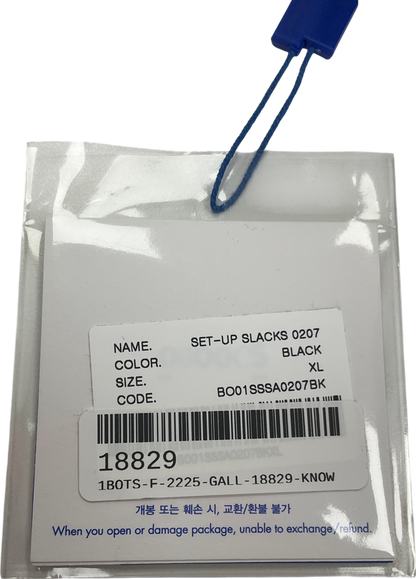 NAME. SET-UP SLACKS 0207
COLOR. BLACK
SIZE. XL
CODE. BO01SSSA0207BK
18829
1BOTS-F-2225-GALL-18829-KNOW
개봉 또는 훼손 시, 교환/환불 불가
When you open or damage package, unable to exchange/refund.